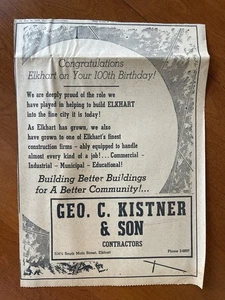 Congratulations
Elkhart on Your 100th Birthday!
We are deeply proud of the role we
have played in helping to build ELKHART
into the fine city it is today!
As Elkhart has grown, we also
have grown to one of Elkhart's finest
construction firms - ably equipped to handle
almost every kind of a job!... Commercial -
Industrial - Municipal - Educational!
Building Better Buildings
for A Better Community!...
GEO. C. KISTNER
& SON
CONTRACTORS
South Main Street, Elkhart
Phone